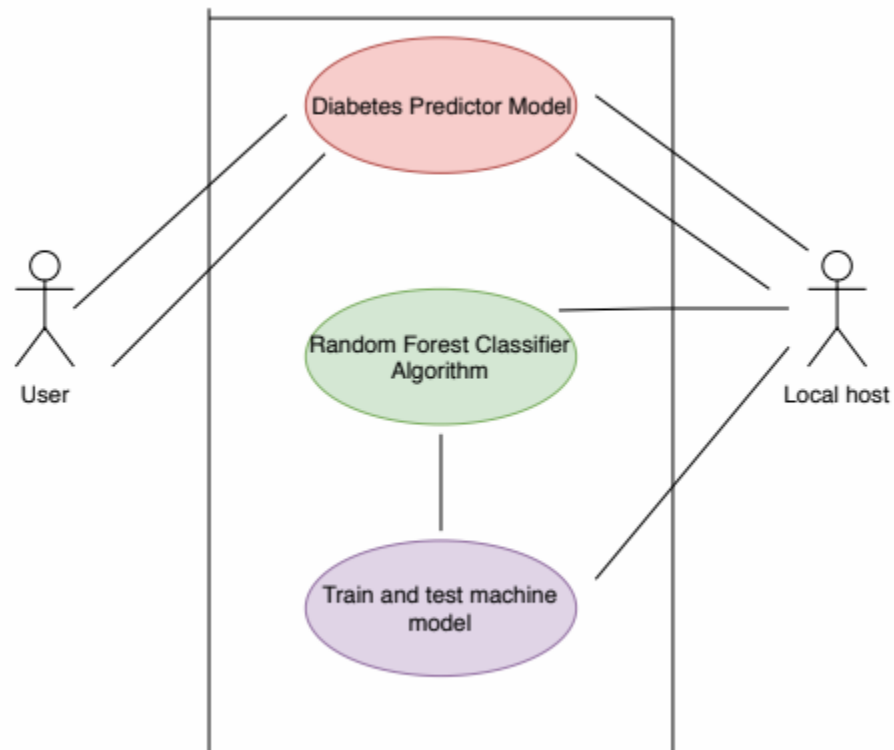 Diabetes Predictor Model
Random Forest Classifier
Algorithm
User
Local host
Train and test machine
model